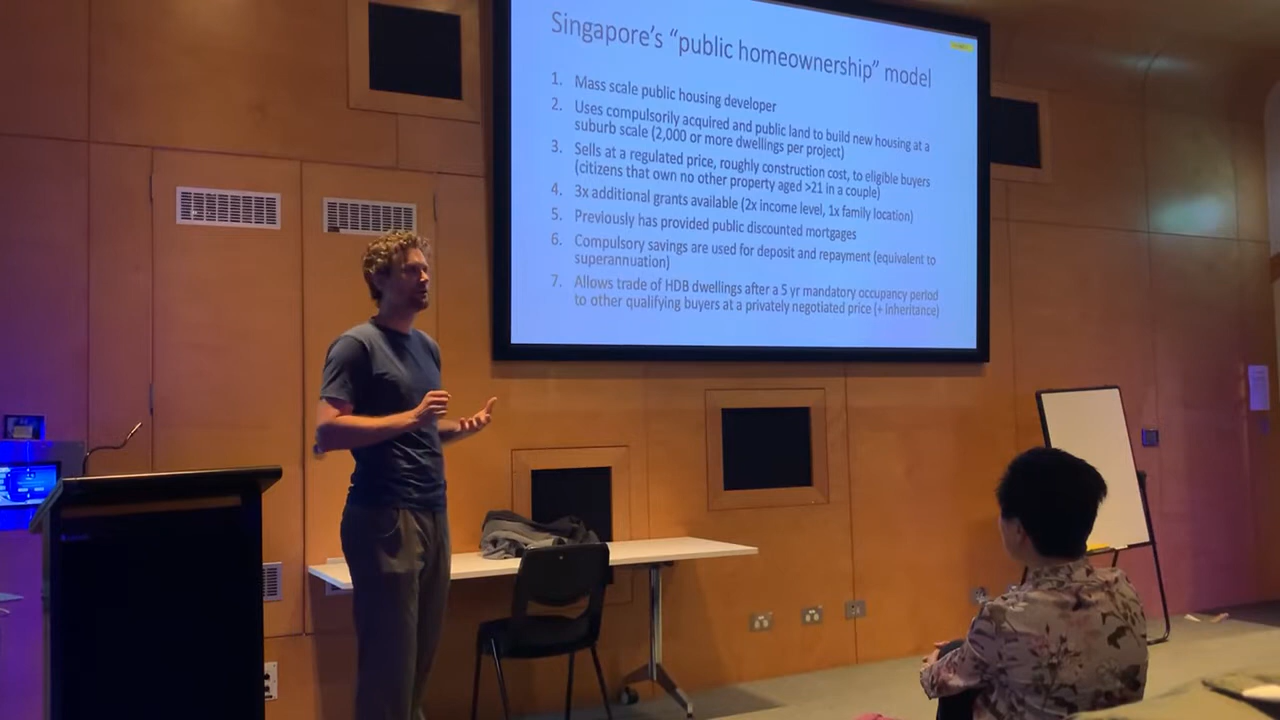 Singapore's "public homeownership" model
1. Mass scale public housing developer
2. Uses compulsorily acquired and public land to build new housing at a
suburb scale (2,000 or more dwellings per project)
3. Sells at a regulated price, roughly construction cost, to eligible buyers
(citizens that own no other property aged >21 in a couple)
4. 3x additional grants available (2x income level, 1x family location)
5. Previously has provided public discounted mortgages
6. Compulsory savings are used for deposit and repayment (equivalent to
superannuation)
7. Allows trade of HDB dwellings after a 5 yr mandatory occupancy period
to other qualifying buyers at a privately negotiated price (+ inheritance)